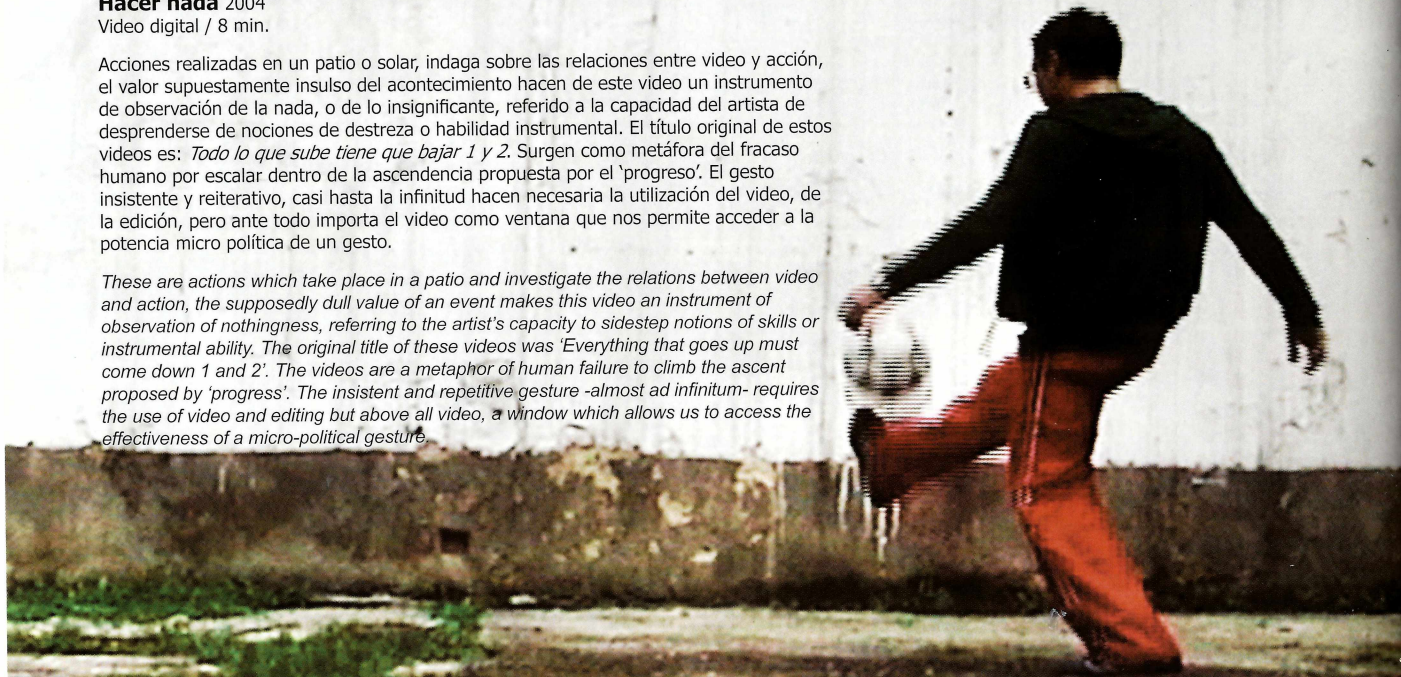 Hacer nada 2004
Video digital / 8 min.
Acciones realizadas en un patio o solar, indaga sobre las relaciones entre video y acción,
el valor supuestamente insulso del acontecimiento hacen de este video un instrumento
de observación de la nada, o de lo insignificante, referido a la capacidad del artista de
desprenderse de nociones de destreza o habilidad instrumental. El título original de estos
videos es: Todo lo que sube tiene que bajar 1 y 2. Surgen como metáfora del fracaso
humano por escalar dentro de la ascendencia propuesta por el ‘progreso’. El gesto
insistente y reiterativo, casi hasta la infinitud hacen necesaria la utilización del video, de
la edición, pero ante todo importa el video como ventana que nos permite acceder a la
potencia micro política de un gesto.
These are actions which take place in a patio and investigate the relations between video
and action, the supposedly dull value of an event makes this video an instrument of
observation of nothingness, referring to the artist’s capacity to sidestep notions of skills or
instrumental ability. The original title of these videos was ‘Everything that goes up must
come down 1 and 2’. The videos are a metaphor of human failure to climb the ascent
proposed by ‘progress’. The insistent and repetitive gesture -almost ad infinitum- requires
the use of video and editing but above all video, a window which allows us to access the
effectiveness of a micro-political gesture.